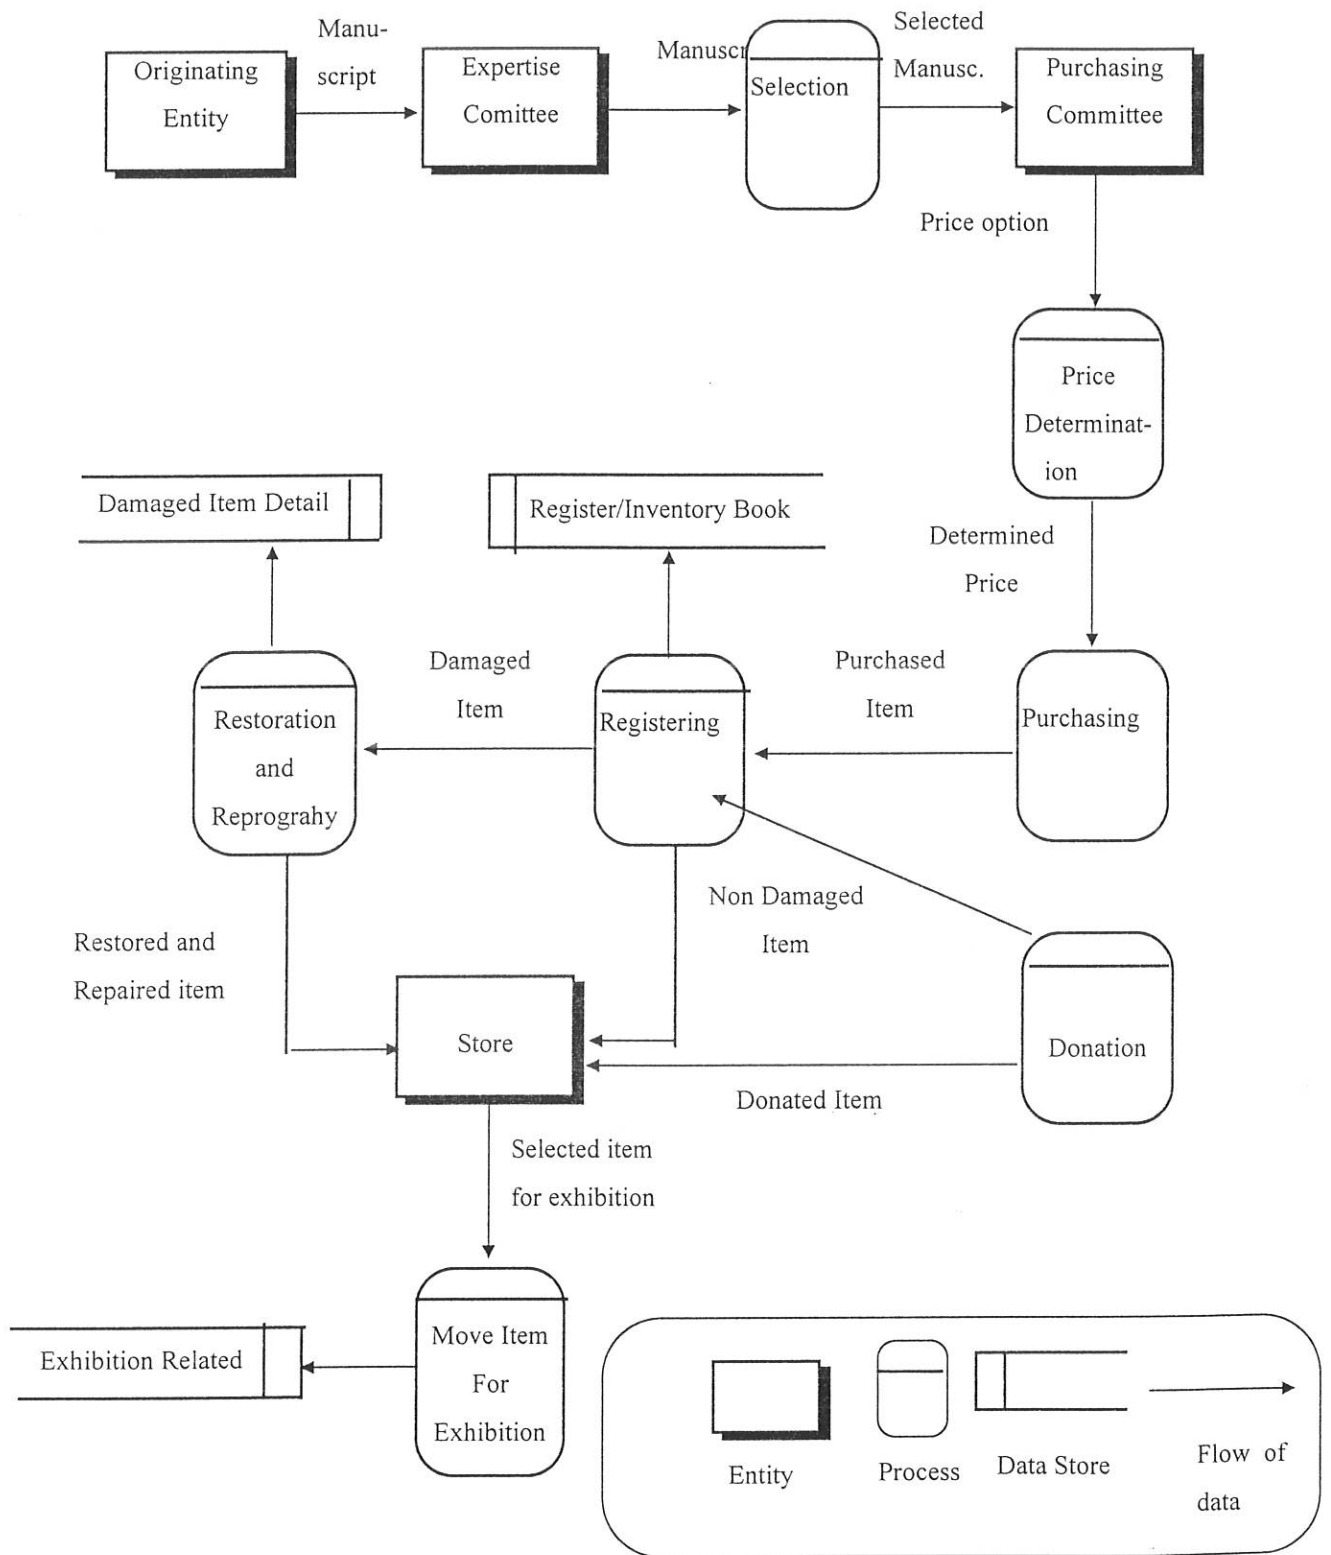 Originating
Entity
Manu-
script
Expertise
Comittee
Manuscr
Selection
Selected
Manusc.
Purchasing
Committee
Price option
Price
Determinat-
ion
Determined
Price
Damaged Item Detail
Register/Inventory Book
Restoration
and
Reprograhy
Damaged
Item
Registering
Purchased
Item
Purchasing
Restored and
Repaired item
Non Damaged
Item
Store
Donation
Donated Item
Selected item
for exhibition
Exhibition Related
Move Item
For
Exhibition
Entity
Process
Data Store
Flow of
data